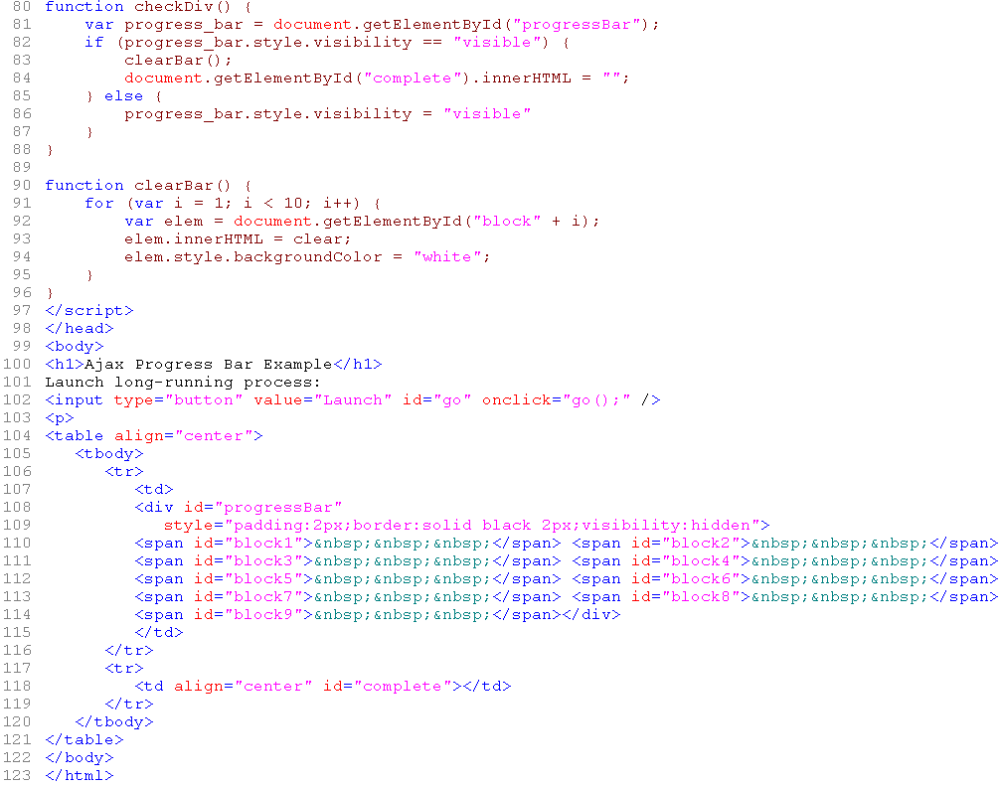 80 function checkDiv() {
81     var progress_bar = document.getElementById("progressBar");
82     if (progress_bar.style.visibility == "visible") {
83         clearBar();
84         document.getElementById("complete").innerHTML = "";
85     } else {
86         progress_bar.style.visibility = "visible"
87     }
88 }
89
90 function clearBar() {
91     for (var i = 1; i < 10; i++) {
92         var elem = document.getElementById("block" + i);
93         elem.innerHTML = clear;
94         elem.style.backgroundColor = "white";
95     }
96 }
97 </script>
98 </head>
99 <body>
100 <h1>Ajax Progress Bar Example</h1>
101 Launch long-running process:
102 <input type="button" value="Launch" id="go" onclick="go();" />
103 <p>
104 <table align="center">
105    <tbody>
106       <tr>
107          <td>
108          <div id="progressBar"
109             style="padding:2px;border:solid black 2px;visibility:hidden">
110          <span id="block1">&nbsp;&nbsp;&nbsp;</span> <span id="block2">&nbsp;&nbsp;&nbsp;</span>
111          <span id="block3">&nbsp;&nbsp;&nbsp;</span> <span id="block4">&nbsp;&nbsp;&nbsp;</span>
112          <span id="block5">&nbsp;&nbsp;&nbsp;</span> <span id="block6">&nbsp;&nbsp;&nbsp;</span>
113          <span id="block7">&nbsp;&nbsp;&nbsp;</span> <span id="block8">&nbsp;&nbsp;&nbsp;</span>
114          <span id="block9">&nbsp;&nbsp;&nbsp;</span></div>
115          </td>
116       </tr>
117       <tr>
118          <td align="center" id="complete"></td>
119       </tr>
120    </tbody>
121 </table>
122 </body>
123 </html>